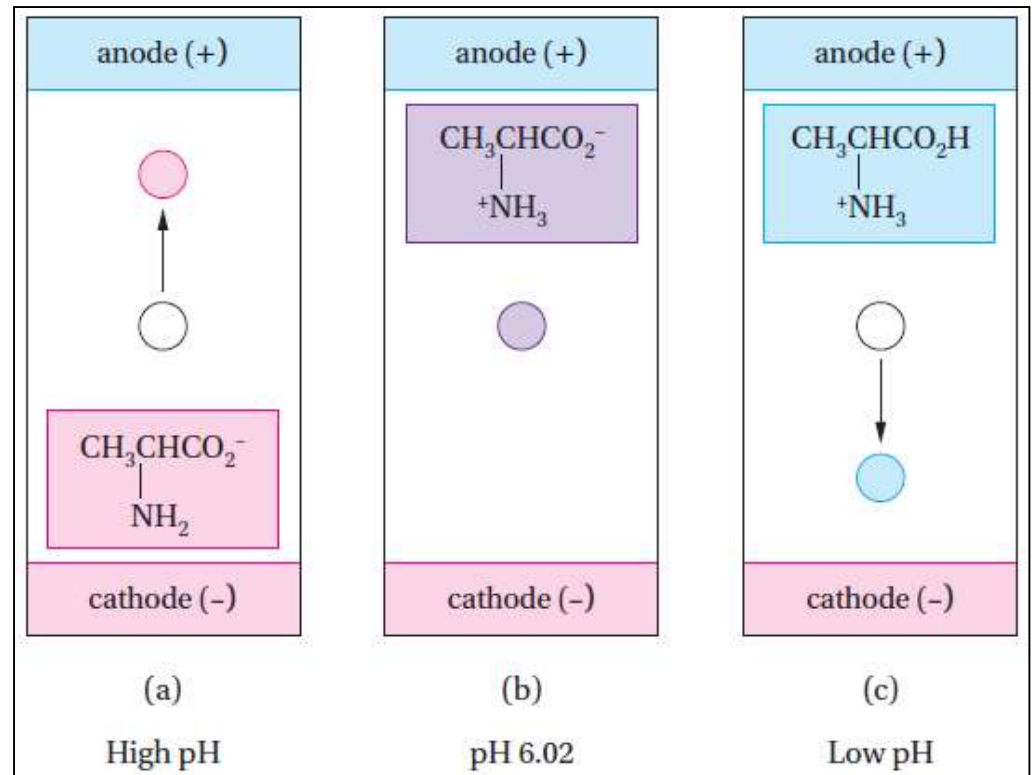 anode (+)
CH₃CHCO₂⁻
NH₂
cathode (–)
(a)
High pH
anode (+)
CH₃CHCO₂⁻
⁺NH₃
cathode (–)
(b)
pH 6.02
anode (+)
CH₃CHCO₂H
⁺NH₃
cathode (–)
(c)
Low pH